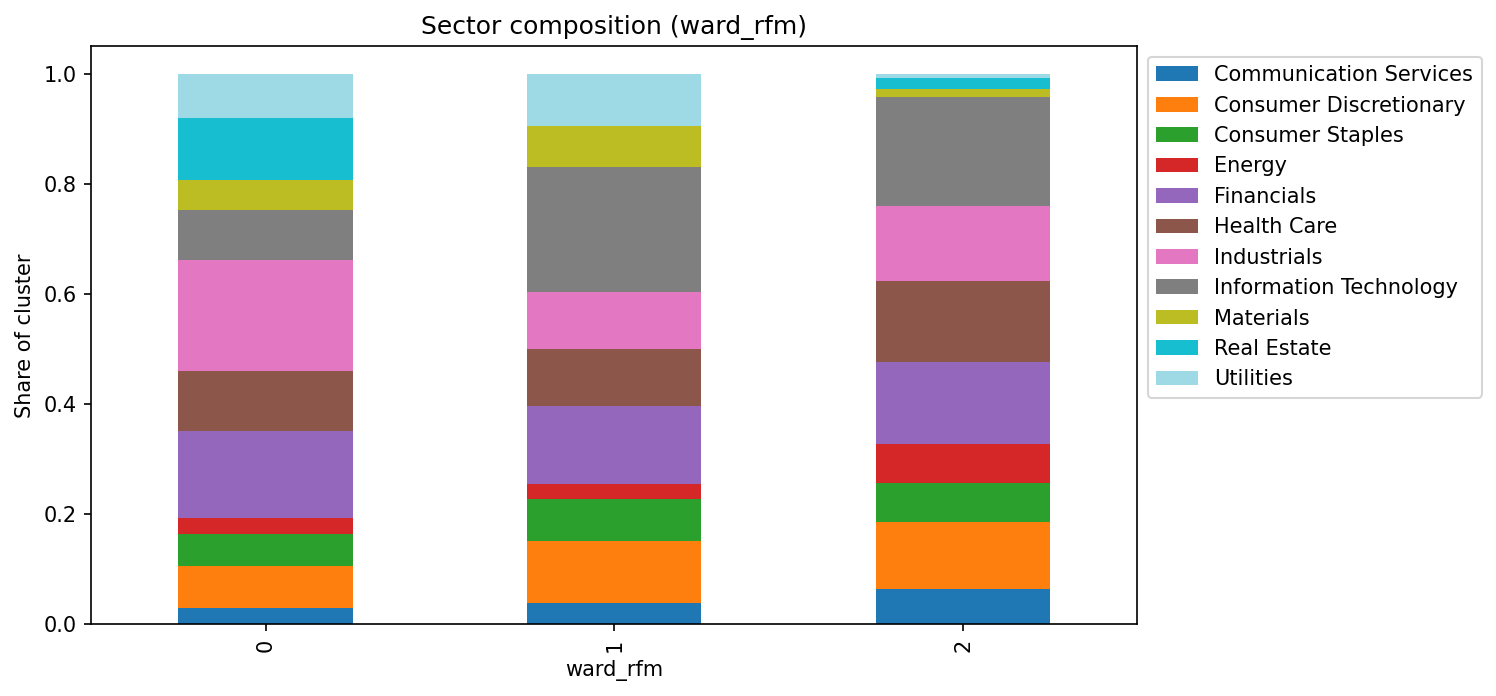 Sector composition (ward_rfm)
Share of cluster
1.0
0.8
0.6
0.4
0.2
0.0
0
1
2
ward_rfm
Communication Services
Consumer Discretionary
Consumer Staples
Energy
Financials
Health Care
Industrials
Information Technology
Materials
Real Estate
Utilities